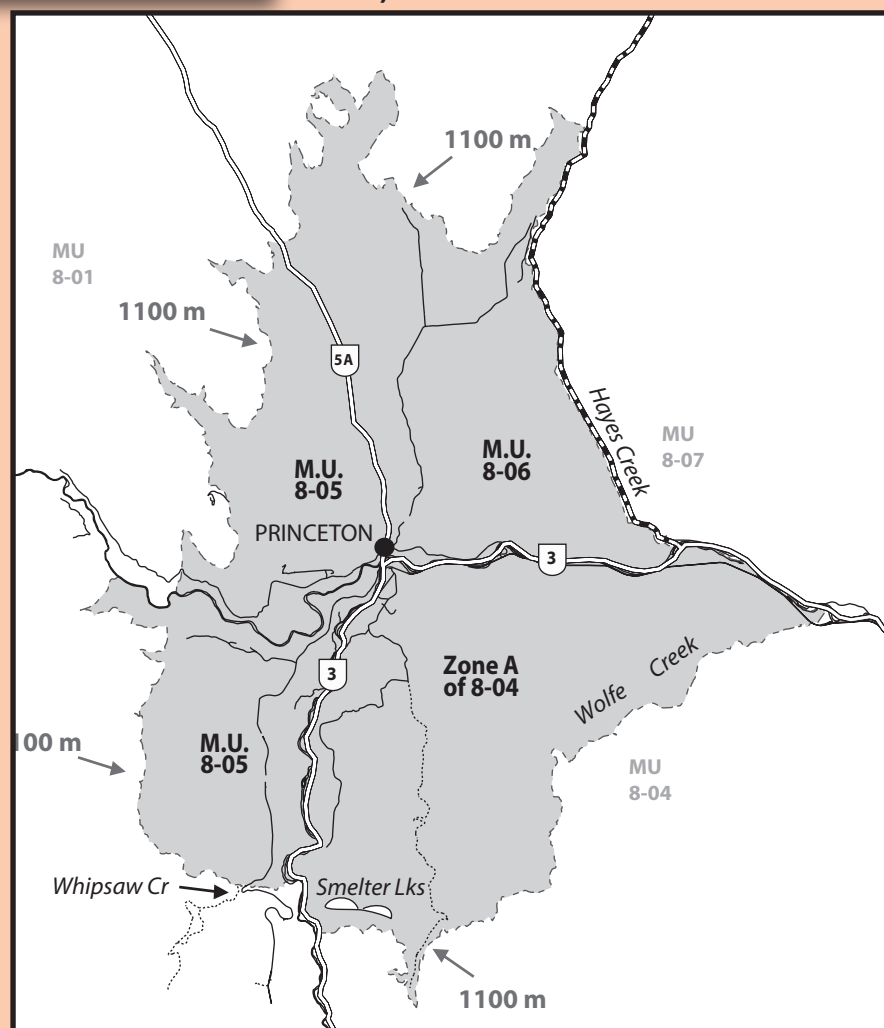 1100 m
MU
8-01
1100 m
5A
Hayes Creek
MU
8-07
M.U.
8-05
M.U.
8-06
PRINCETON
3
3
Zone A
of 8-04
Wolfe Creek
M.U.
8-05
100 m
MU
8-04
Whipsaw Cr
Smelter Lks
1100 m